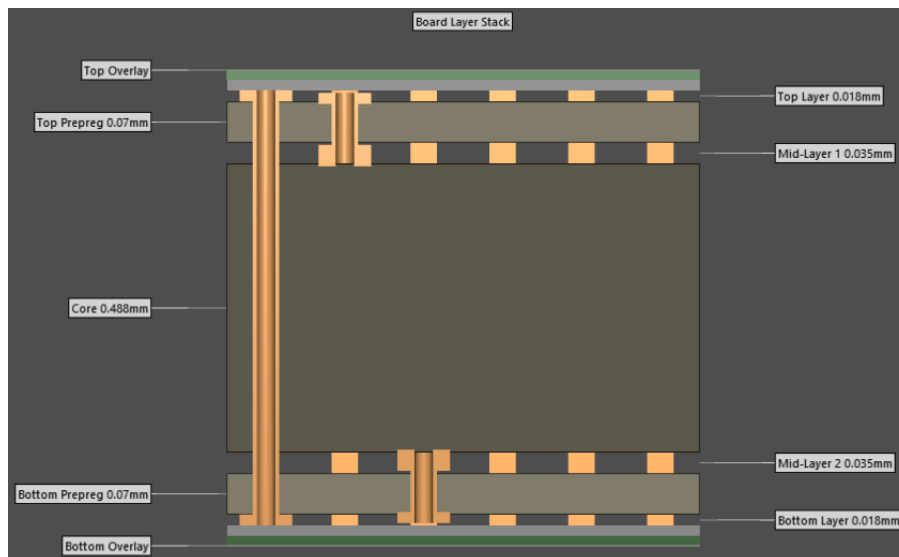 Board Layer Stack
Top Overlay
Top Layer 0.018mm
Top Prepreg 0.07mm
Mid-Layer 1 0.035mm
Core 0.488mm
Mid-Layer 2 0.035mm
Bottom Prepreg 0.07mm
Bottom Layer 0.018mm
Bottom Overlay